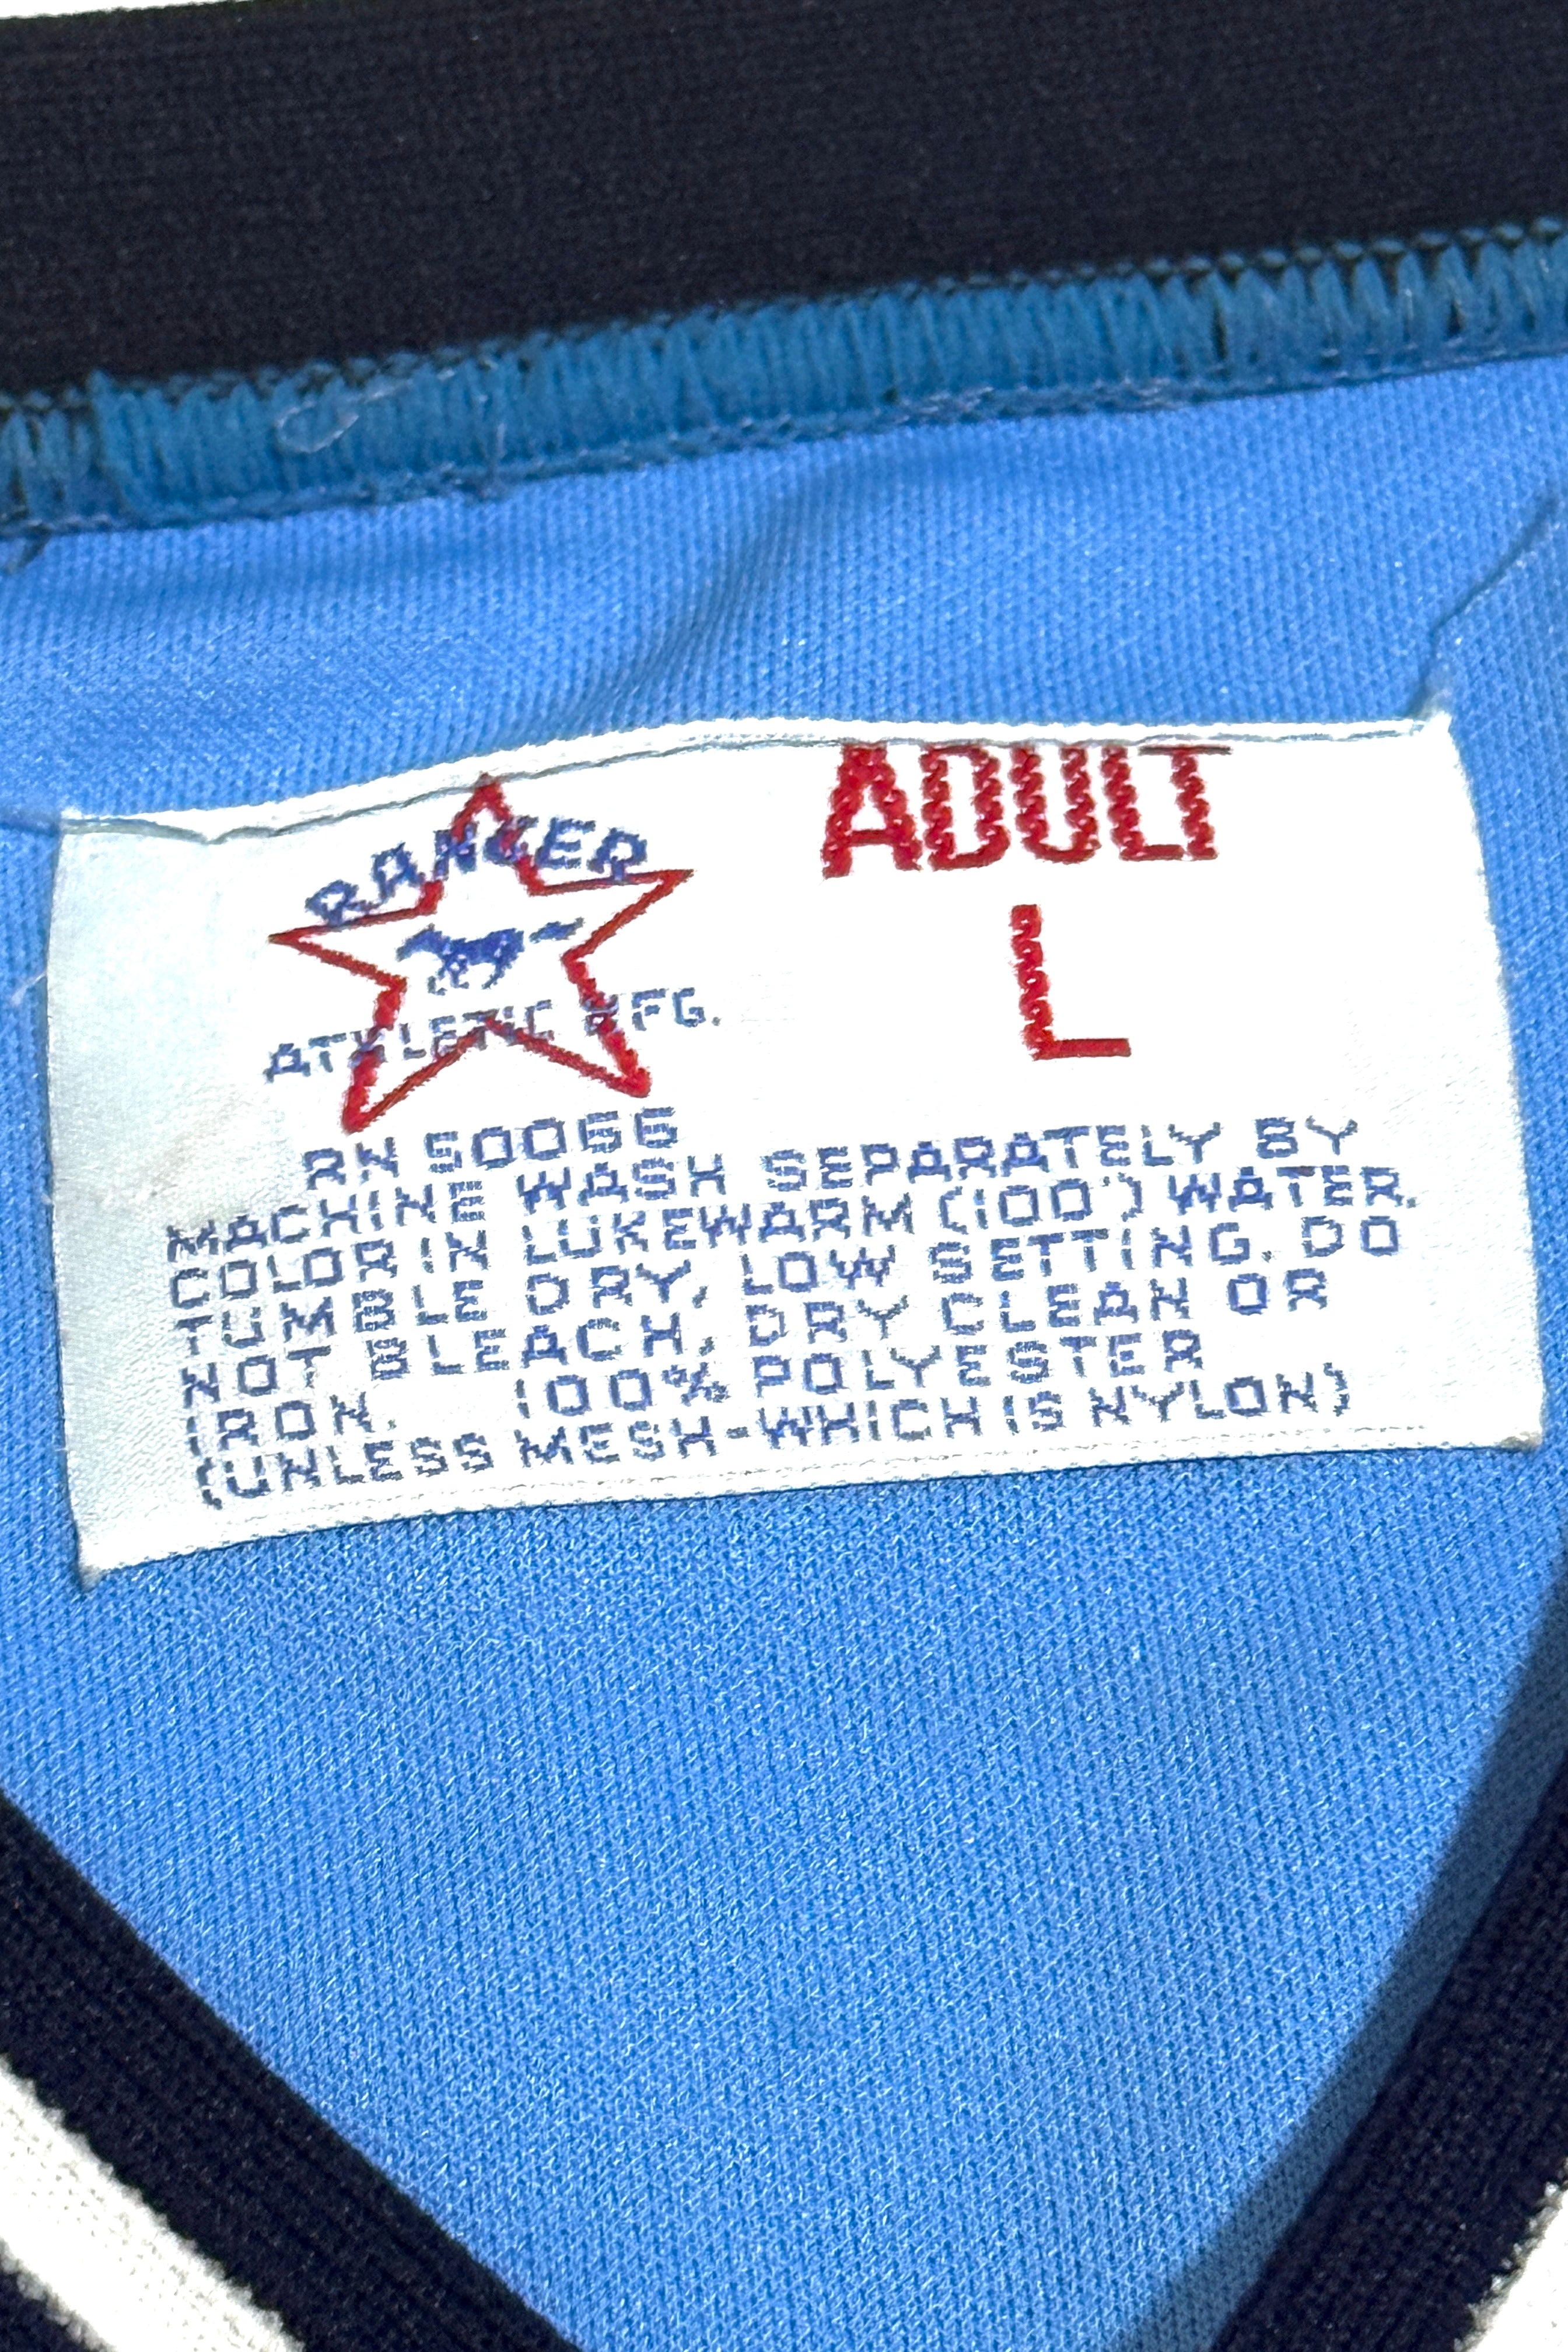 RANGER
ATHLETIC MFG.
ADULT
L
RN 50066
MACHINE WASH SEPARATELY BY
COLOR IN LUKEWARM (100°) WATER.
TUMBLE DRY, LOW SETTING. DO
NOT BLEACH, DRY CLEAN OR
IRON. 100% POLYESTER
(UNLESS MESH-WHICH IS NYLON)